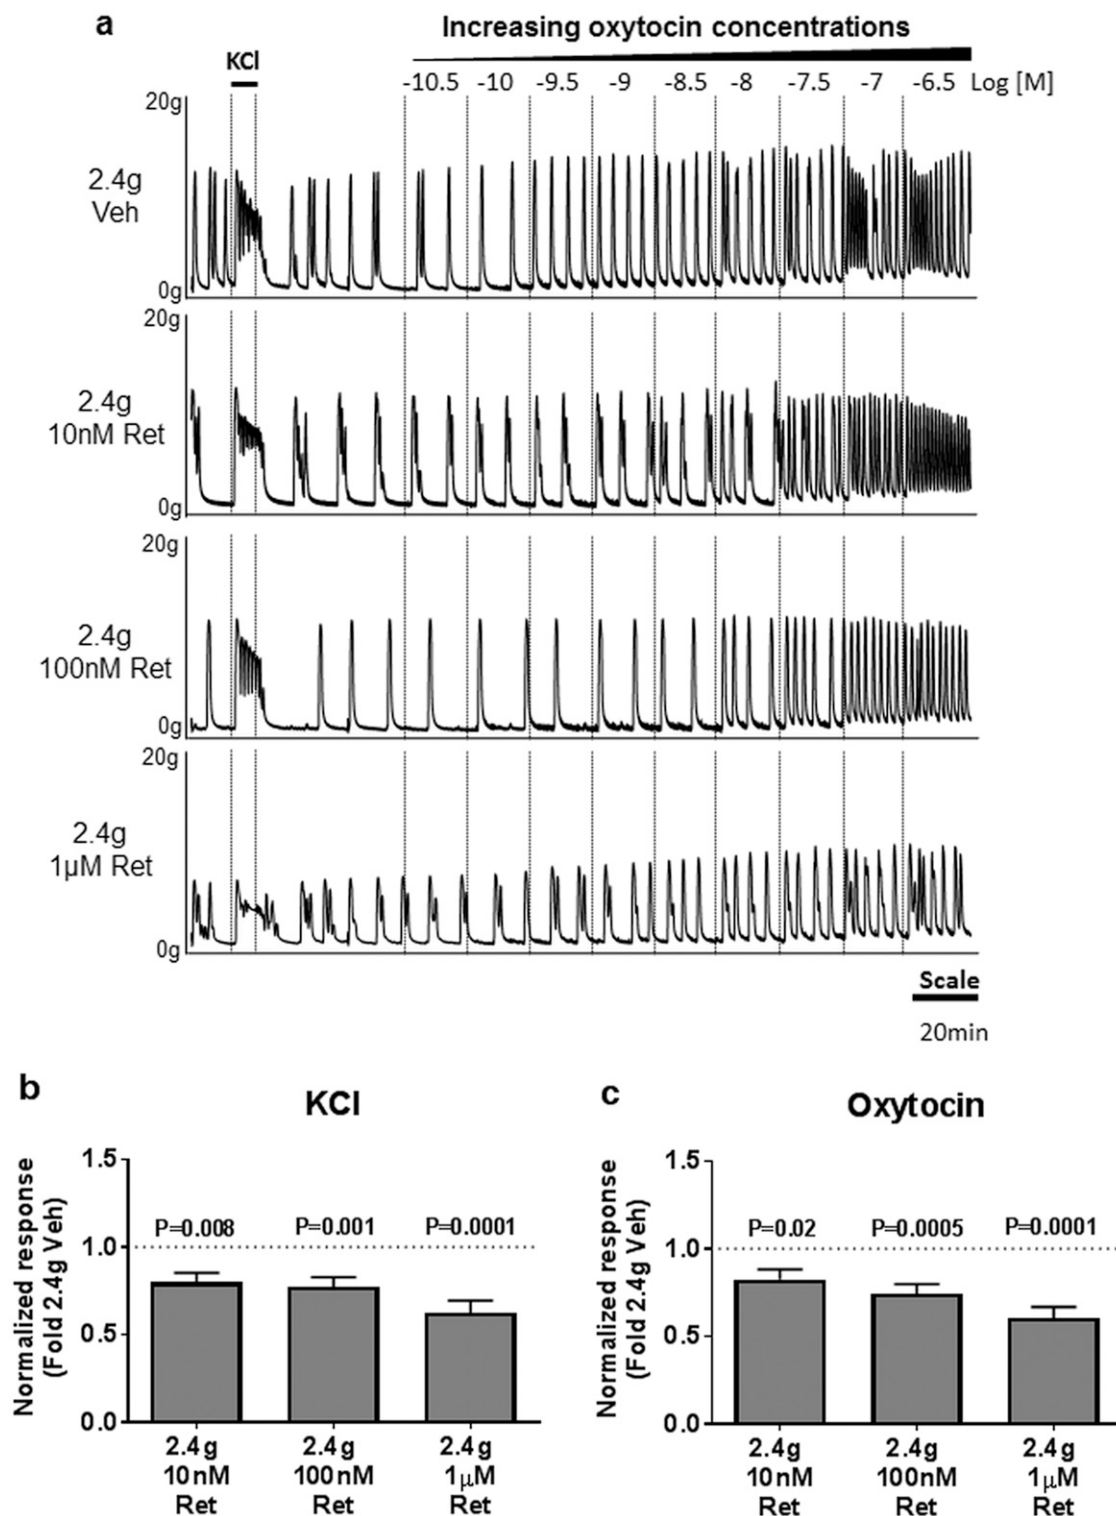 a
Increasing oxytocin concentrations
KCl
-10.5 -10 -9.5 -9 -8.5 -8 -7.5 -7 -6.5 Log [M]
20g
2.4g
Veh
0g
20g
2.4g
10nM Ret
0g
20g
2.4g
100nM Ret
0g
20g
2.4g
1µM Ret
0g
Scale
20min
b
KCl
Normalized response
(Fold 2.4g Veh)
1.5
1.0
0.5
0.0
P=0.008 P=0.001 P=0.0001
2.4g 2.4g 2.4g
10nM 100nM 1µM
Ret Ret Ret
c
Oxytocin
Normalized response
(Fold 2.4g Veh)
1.5
1.0
0.5
0.0
P=0.02 P=0.0005 P=0.0001
2.4g 2.4g 2.4g
10nM 100nM 1µM
Ret Ret Ret